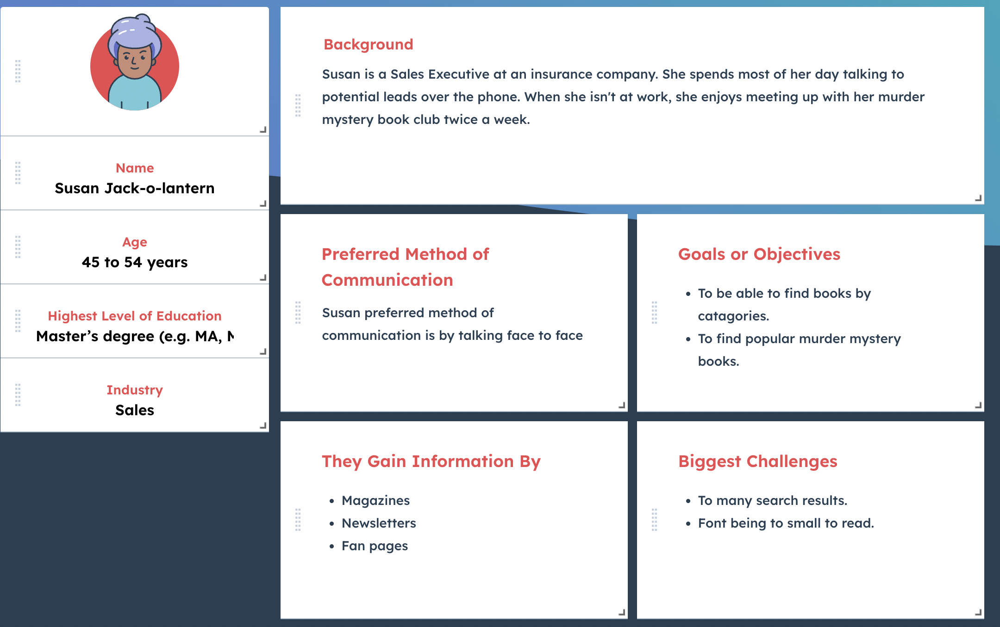 Name
Susan Jack-o-lantern
Age
45 to 54 years
Highest Level of Education
Master’s degree (e.g. MA,
Industry
Sales
Background
Susan is a Sales Executive at an insurance company. She spends most of her day talking to
potential leads over the phone. When she isn't at work, she enjoys meeting up with her murder
mystery book club twice a week.
Preferred Method of
Communication
Susan preferred method of
communication is by talking face to face
Goals or Objectives
• To be able to find books by
catagories.
• To find popular murder mystery
books.
They Gain Information By
• Magazines
• Newsletters
• Fan pages
Biggest Challenges
• To many search results.
• Font being to small to read.